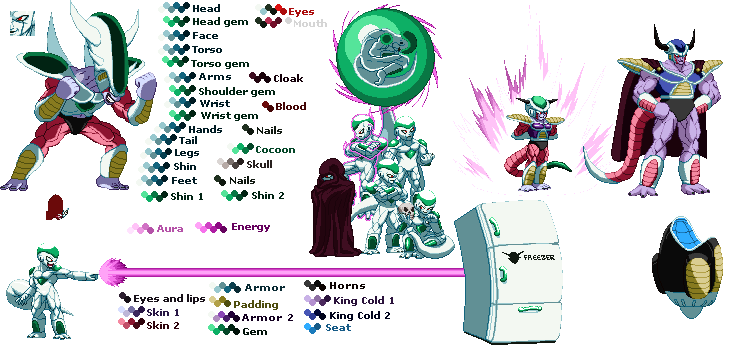 Head
Eyes
Head gem
Mouth
Face
Torso
Torso gem
Arms
Cloak
Shoulder gem
Wrist
Blood
Wrist gem
Hands
Nails
Tail
Legs
Cocoon
Shin
Skull
Feet
Nails
Shin 1
Shin 2
Aura
Energy
FREEZER
Eyes and lips
Skin 1
Skin 2
Armor
Padding
Armor 2
Gem
Horns
King Cold 1
King Cold 2
Seat